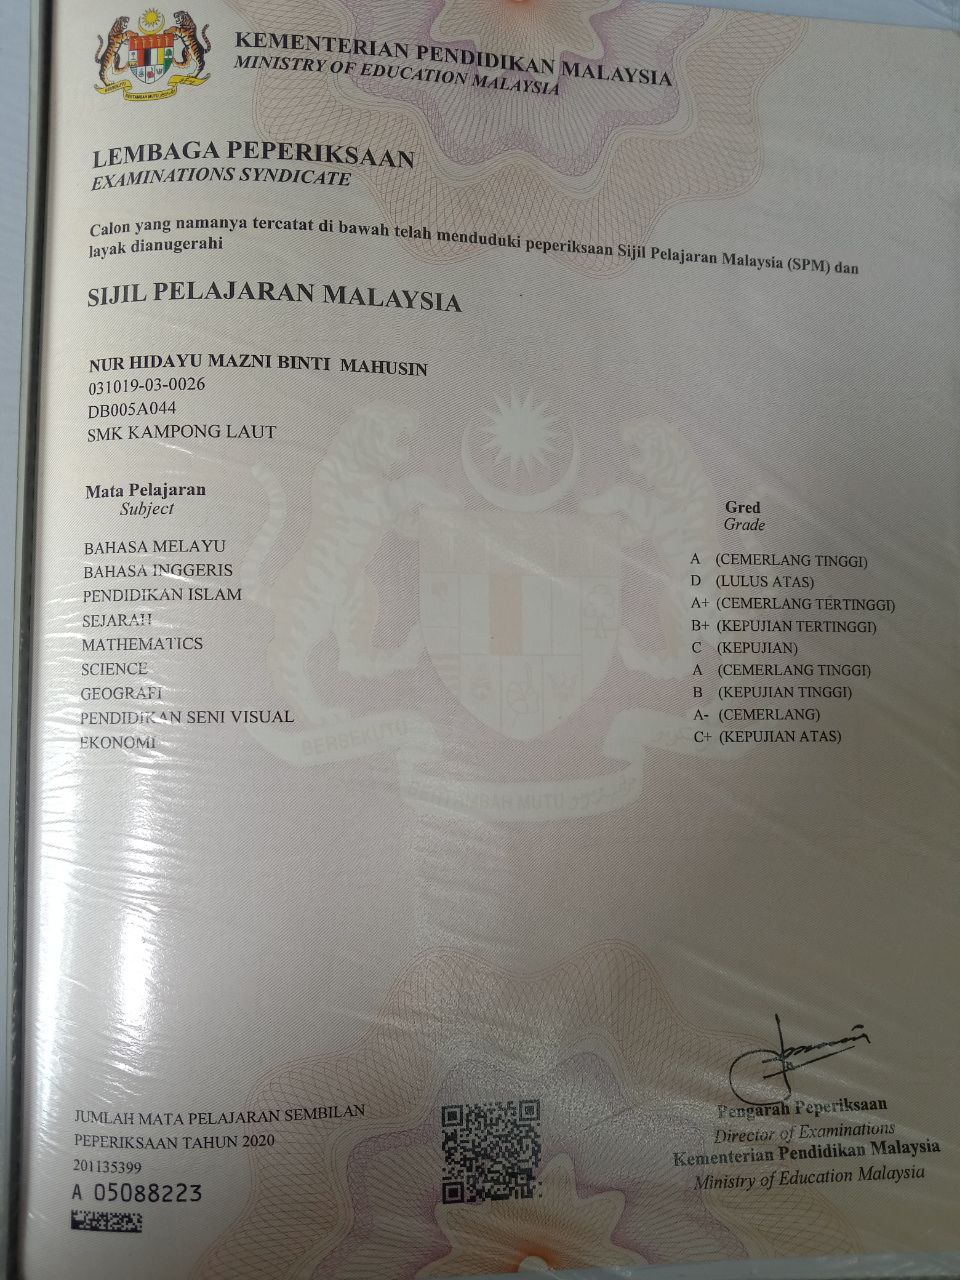 KEMENTERIAN PENDIDIKAN MALAYSIA
MINISTRY OF EDUCATION MALAYSIA
LEMBAGA PEPERIKSAAN
EXAMINATIONS SYNDICATE
Calon yang namanya tercatat di bawah telah menduduki peperiksaan Sijil Pelajaran Malaysia (SPM) dan
layak dianugerahi
SIJIL PELAJARAN MALAYSIA
NUR HIDAYU MAZNI BINTI MAHUSIN
031019-03-0026
DB005A044
SMK KAMPONG LAUT
Mata Pelajaran Gred
Subject Grade
BAHASA MELAYU A (CEMERLANG TINGGI)
BAHASA INGGERIS D (LULUS ATAS)
PENDIDIKAN ISLAM A+ (CEMERLANG TERTINGGI)
SEJARAH B+ (KEPUJIAN TERTINGGI)
MATHEMATICS C (KEPUJIAN)
SCIENCE A (CEMERLANG TINGGI)
GEOGRAFI B (KEPUJIAN TINGGI)
PENDIDIKAN SENI VISUAL A- (CEMERLANG)
EKONOMI C+ (KEPUJIAN ATAS)
BERSEKUTU
BERTAMBAH MUTU
JUMLAH MATA PELAJARAN SEMBILAN
PEPERIKSAAN TAHUN 2020
201135399
A 05088223
Pengarah Peperiksaan
Director of Examinations
Kementerian Pendidikan Malaysia
Ministry of Education Malaysia